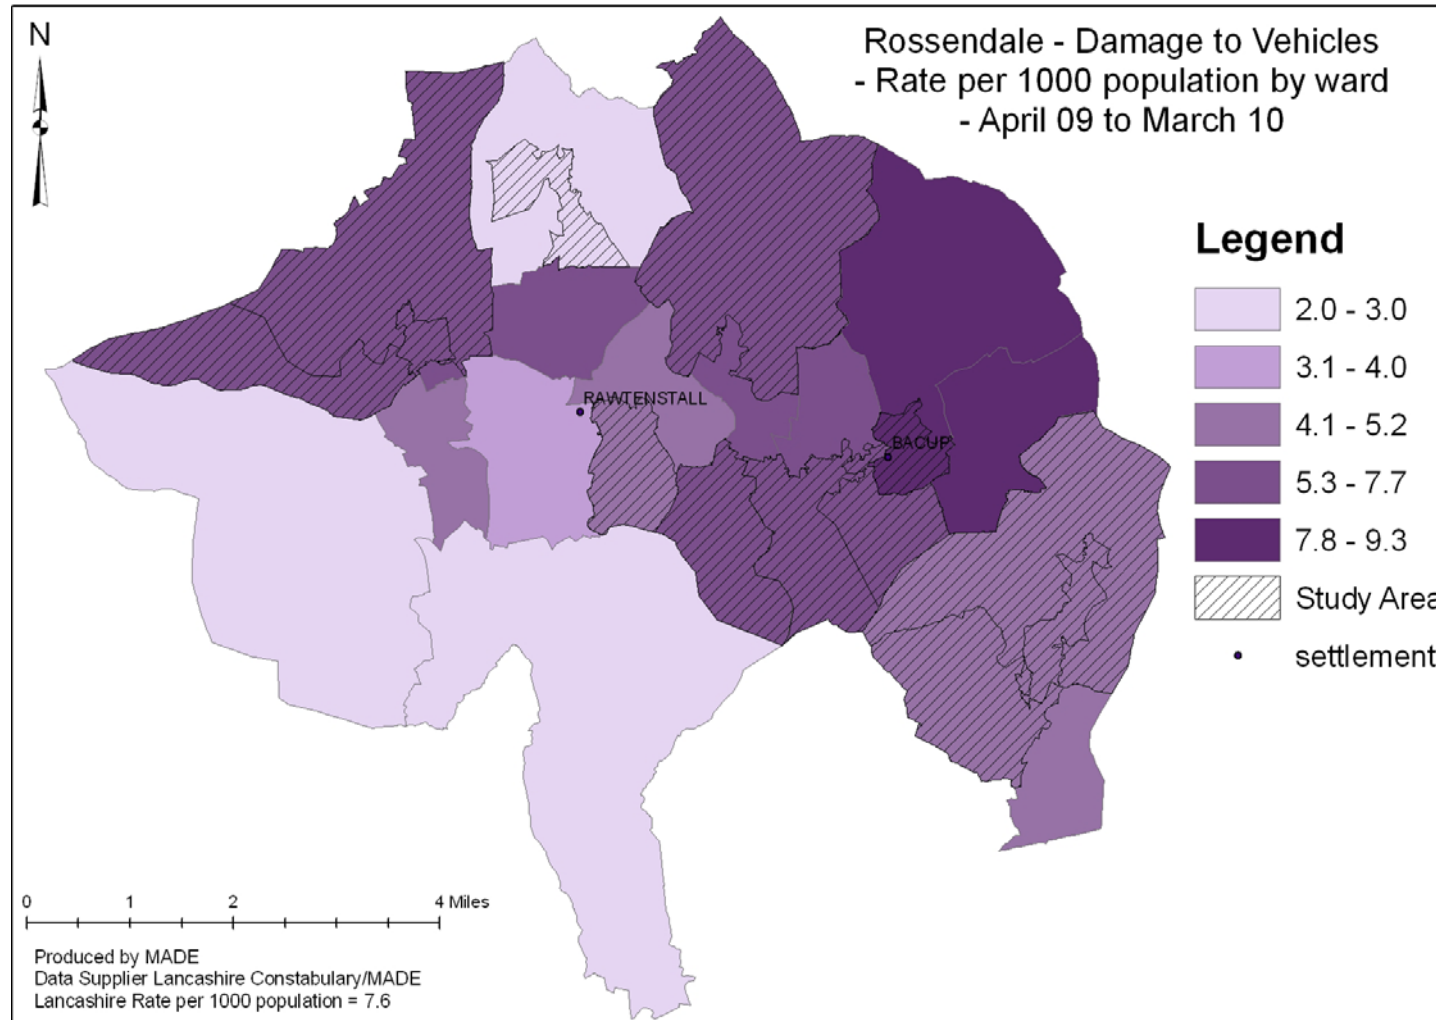 N
Rossendale - Damage to Vehicles
- Rate per 1000 population by ward
- April 09 to March 10
Legend
2.0 - 3.0
3.1 - 4.0
4.1 - 5.2
5.3 - 7.7
7.8 - 9.3
Study Area
settlement
RAWTENSTALL
BACUP
0 1 2 4 Miles
Produced by MADE
Data Supplier Lancashire Constabulary/MADE
Lancashire Rate per 1000 population = 7.6